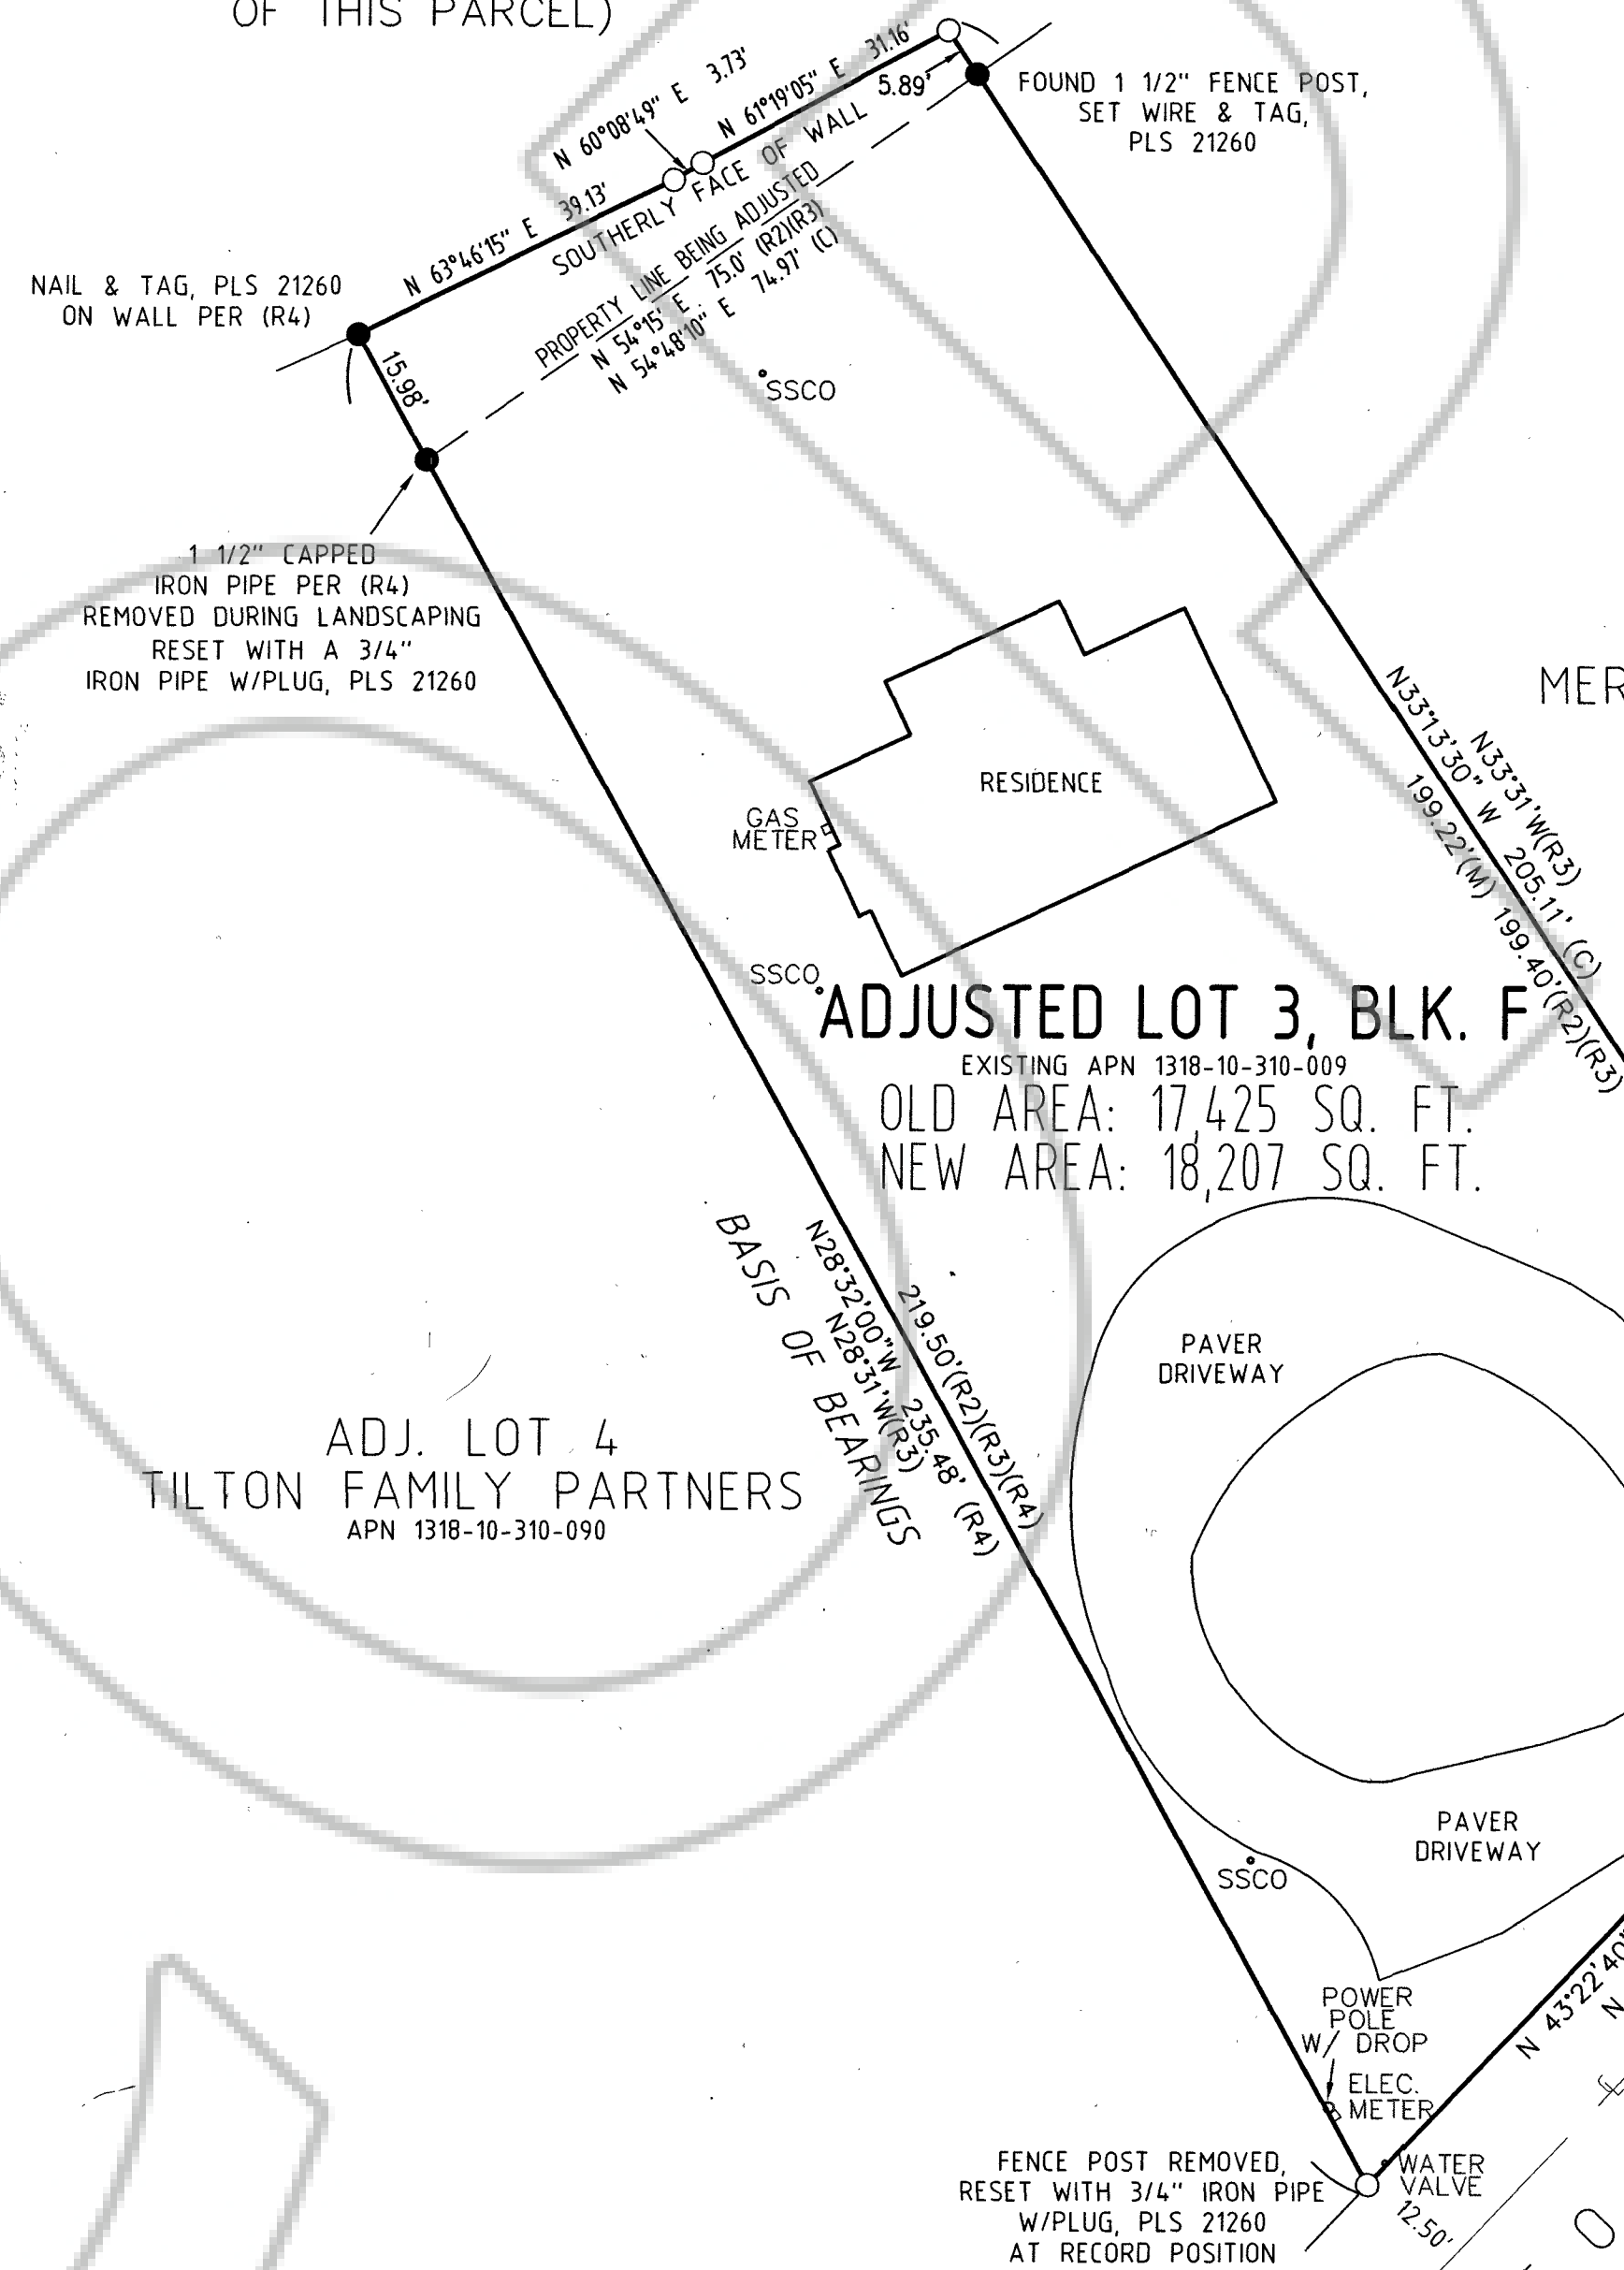 OF THIS PARCEL)
N 60°08'49" E 3.73'
N 61°19'05" E 31.16'
5.89'
FOUND 1 1/2" FENCE POST,
SET WIRE & TAG,
PLS 21260
N 63°46'15" E 39.13'
SOUTHERLY FACE OF WALL
PROPERTY LINE BEING ADJUSTED
N 54°15' E 75.0' (R2)(R3)
N 54°48'10" E 74.97' (C)
NAIL & TAG, PLS 21260
ON WALL PER (R4)
15.98'
SSCO
1 1/2" CAPPED
IRON PIPE PER (R4)
REMOVED DURING LANDSCAPING
RESET WITH A 3/4"
IRON PIPE W/PLUG, PLS 21260
MER
N33°31'W(R3)
N33°13'30" W 205.11' (C)
199.22'(M) 199.40'(R2)(R3)
RESIDENCE
GAS
METER
SSCO
ADJUSTED LOT 3, BLK. F
EXISTING APN 1318-10-310-009
OLD AREA: 17,425 SQ. FT.
NEW AREA: 18,207 SQ. FT.
219.50'(R2)(R3)(R4)
N28°32'00"W 235.48' (R4)
N28°31'W(R3)
BASIS OF BEARINGS
PAVER
DRIVEWAY
ADJ. LOT 4
TILTON FAMILY PARTNERS
APN 1318-10-310-090
PAVER
DRIVEWAY
SSCO
N 43°22'40
N
POWER
POLE
W/ DROP
ELEC.
METER
WATER
VALVE
12.50'
FENCE POST REMOVED,
RESET WITH 3/4" IRON PIPE
W/PLUG, PLS 21260
AT RECORD POSITION